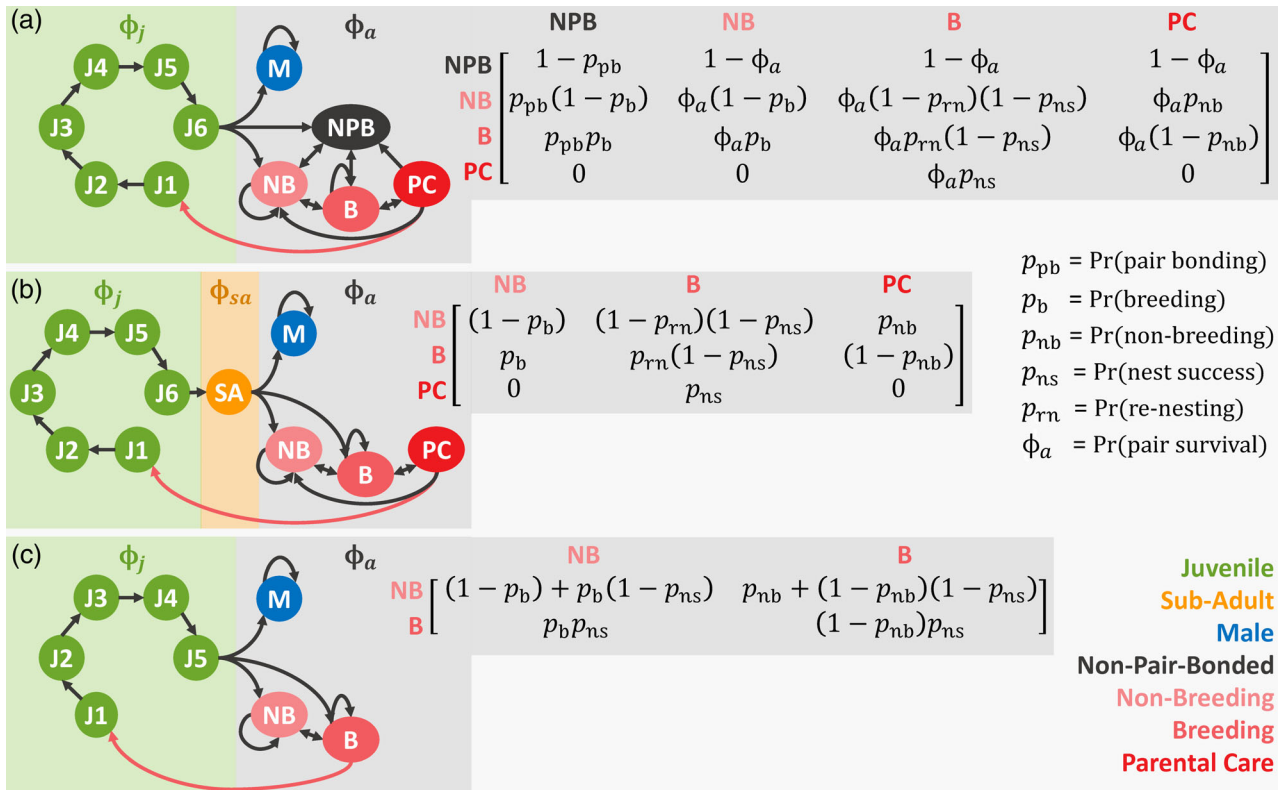 (a) ϕj ϕa
J4 J5 M
J3 J6 NPB
J2 J1 NB B PC
NPB NB B PC
NPB 1 − ppb 1 − ϕa 1 − ϕa 1 − ϕa
NB ppb(1 − pb) ϕa(1 − pb) ϕa(1 − prn)(1 − pns) ϕapnb
B ppbpb ϕapb ϕaprn(1 − pns) ϕa(1 − pnb)
PC 0 0 ϕapns 0
(b) ϕj ϕsa ϕa
J4 J5 M
J3 J6 SA
J2 J1 NB B PC
NB B PC
NB (1 − pb) (1 − prn)(1 − pns) pnb
B pb prn(1 − pns) (1 − pnb)
PC 0 pns 0
ppb = Pr(pair bonding)
pb = Pr(breeding)
pnb = Pr(non-breeding)
pns = Pr(nest success)
prn = Pr(re-nesting)
ϕa = Pr(pair survival)
(c) ϕj ϕa
J3 J4 M
J2 J5
J1 NB B
NB B
NB (1 − pb) + pb(1 − pns) pnb + (1 − pnb)(1 − pns)
B pbpns (1 − pnb)pns
Juvenile
Sub-Adult
Male
Non-Pair-Bonded
Non-Breeding
Breeding
Parental Care